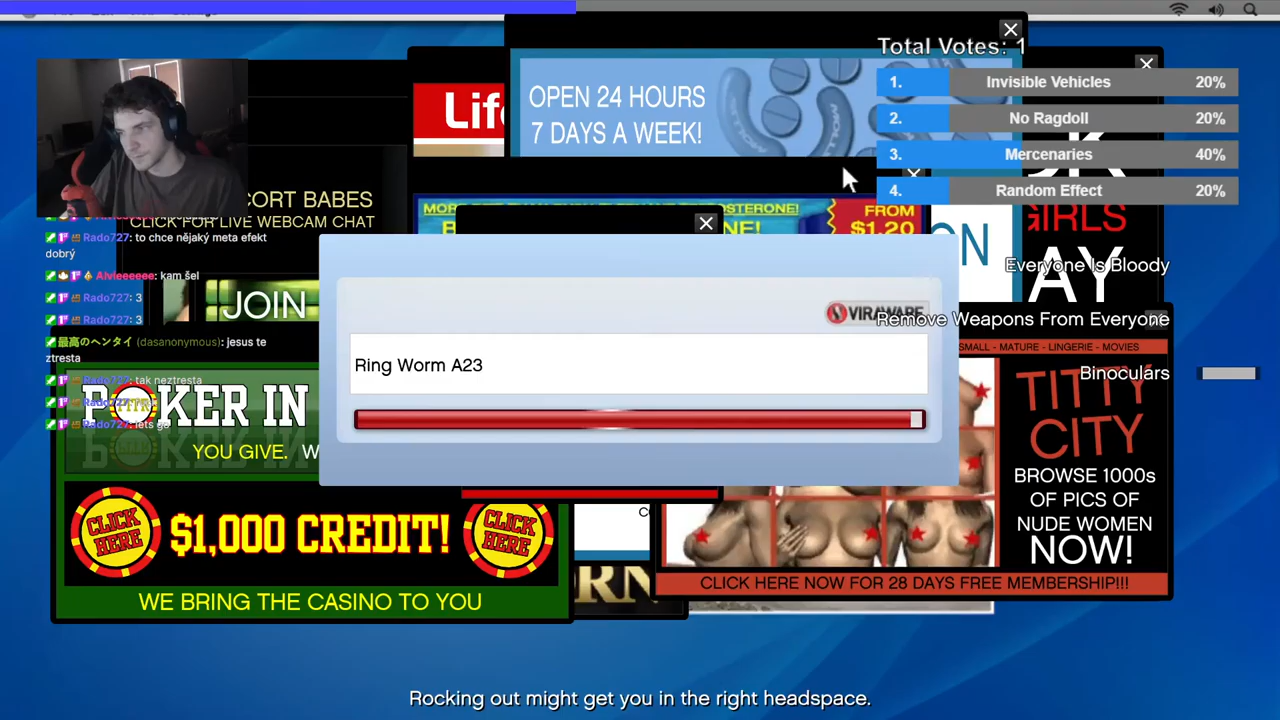 OPEN 24 HOURS
7 DAYS A WEEK!
Total Votes: 1
1. Invisible Vehicles 20%
2. No Ragdoll 20%
3. Mercenaries 40%
4. Random Effect 20%
Everyone Is Bloody
Remove Weapons From Everyone
Binoculars
CORT BABES
CLICK FOR LIVE WEBCAM CHAT
JOIN
Rado727: to chce nějaký meta efekt
dobrý
Alvieeeeee: kam šel
Rado727: 3
Rado727: 3
最高のヘンタイ (dasanonymous): jesus te
ztresta
Rado727: tak neztresta
Rado727: lets go
FROM
$1.20
GIRLS
VIRAWARE
Ring Worm A23
POKER IN
YOU GIVE.
CLICK HERE
$1,000 CREDIT!
CLICK HERE
WE BRING THE CASINO TO YOU
SMALL - MATURE - LINGERIE - MOVIES
TITTY
CITY
BROWSE 1000s
OF PICS OF
NUDE WOMEN
NOW!
CLICK HERE NOW FOR 28 DAYS FREE MEMBERSHIP!!!
Rocking out might get you in the right headspace.